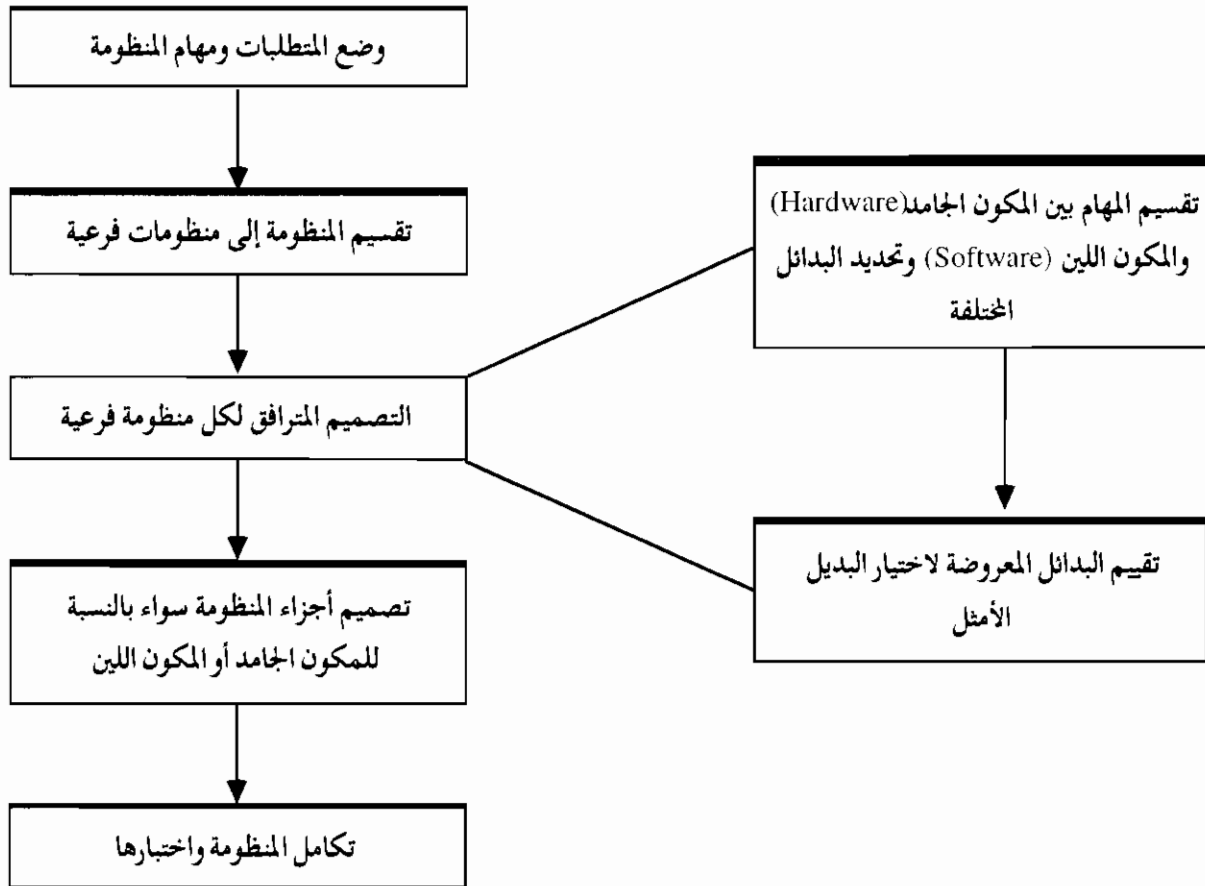 وضع المتطلبات ومهام المنظومة
تقسيم المنظومة إلى منظومات فرعية
التصميم المترافق لكل منظومة فرعية
تصميم أجزاء المنظومة سواء بالنسبة
للمكون الجامد أو المكون اللين
تكامل المنظومة واختبارها
تقسيم المهام بين المكون الجامد(Hardware)
والمكون اللين (Software) وتحديد البدائل
المختلفة
تقييم البدائل المعروضة لاختيار البديل
الأمثل